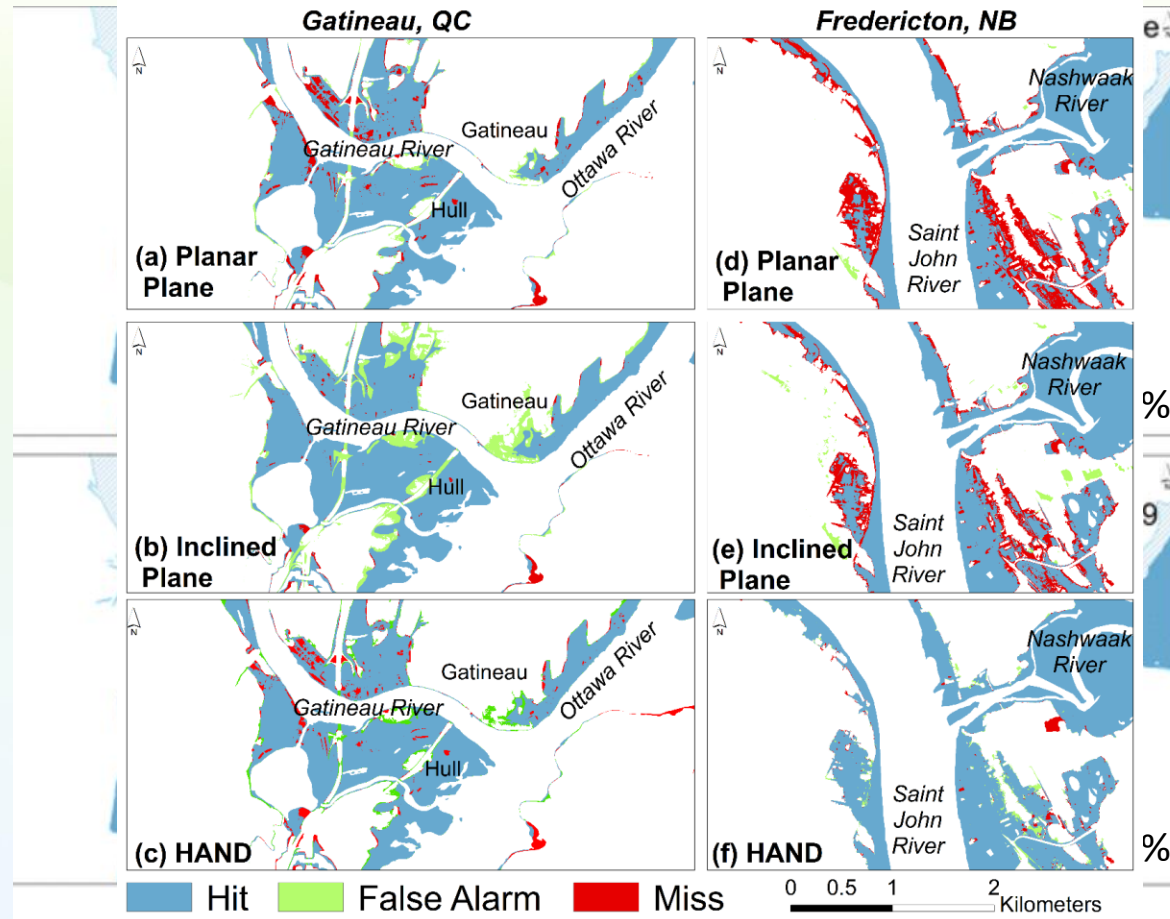 Gatineau, QC
Fredericton, NB
e
N
Gatineau
Gatineau River
Ottawa River
Hull
(a) Planar
Plane
N
Nashwaak
River
Saint
John
River
(d) Planar
Plane
N
Gatineau
Gatineau River
Ottawa River
Hull
(b) Inclined
Plane
N
Nashwaak
River
Saint
John
River
(e) Inclined
Plane
%
9
N
Gatineau
Gatineau River
Ottawa River
Hull
(c) HAND
N
Nashwaak
River
Saint
John
River
(f) HAND
%
Hit
False Alarm
Miss
0 0.5 1 2
Kilometers